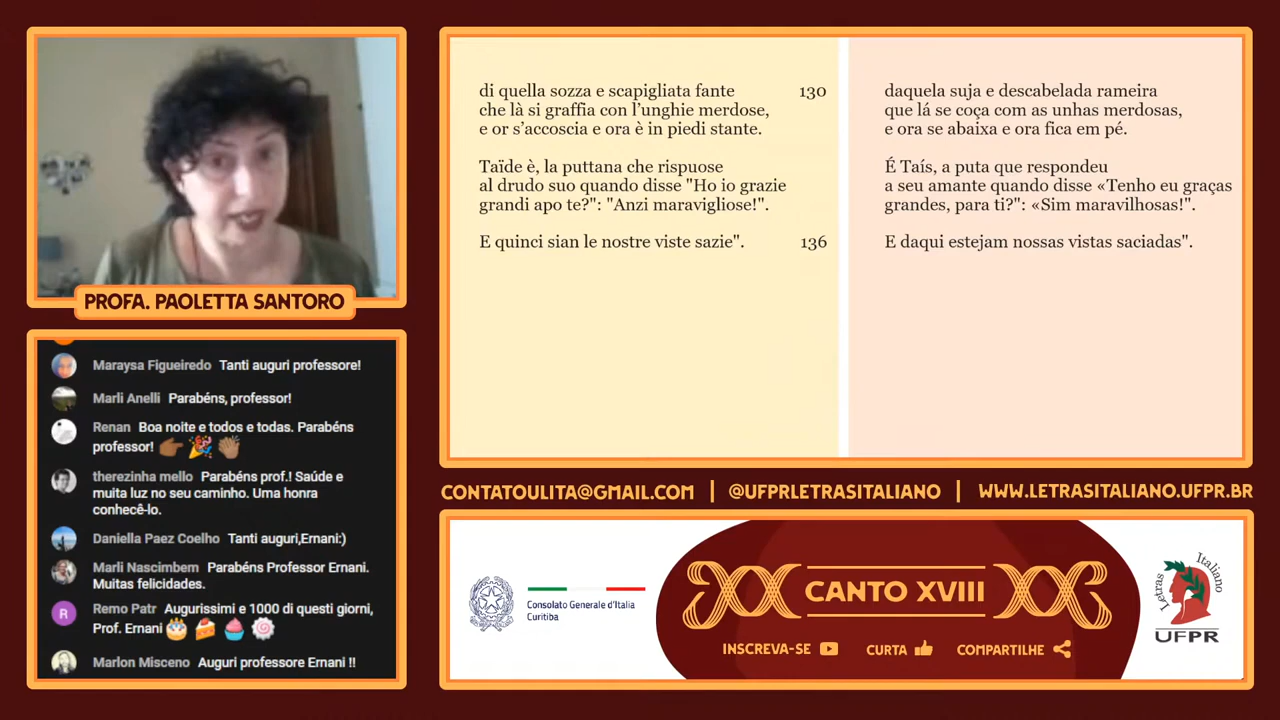 PROFA. PAOLETTA SANTORO
Maraysa Figueiredo Tanti auguri professore!
Marli Anelli Parabéns, professor!
Renan Boa noite e todos e todas. Parabéns
professor! 👉🏾 🎉 👏🏽
therezinha mello Parabéns prof.! Saúde e
muita luz no seu caminho. Uma honra
conhecê-lo.
Daniella Paez Coelho Tanti auguri,Ernani:)
Marli Nascimbem Parabéns Professor Ernani.
Muitas felicidades.
R
Remo Patr Augurissimi e 1000 di questi giorni,
Prof. Ernani 🎂 🍰 🧁 🍥
Marlon Misceno Auguri professore Ernani !!
di quella sozza e scapigliata fante 130
che là si graffia con l'unghie merdose,
e or s'accoscia e ora è in piedi stante.
Taïde è, la puttana che rispuose
al drudo suo quando disse "Ho io grazie
grandi apo te?": "Anzi maravigliose!".
E quinci sian le nostre viste sazie". 136
daquela suja e descabelada rameira
que lá se coça com as unhas merdosas,
e ora se abaixa e ora fica em pé.
É Taís, a puta que respondeu
a seu amante quando disse «Tenho eu graças
grandes, para ti?": «Sim maravilhosas!".
E daqui estejam nossas vistas saciadas".
CONTATOULITA@GMAIL.COM | @UFPRLETRASITALIANO | WWW.LETRASITALIANO.UFPR.BR
Consolato Generale d'Italia
Curitiba
CANTO XVIII
INSCREVA-SE CURTA COMPARTILHE
Letras Italiano
UFPR